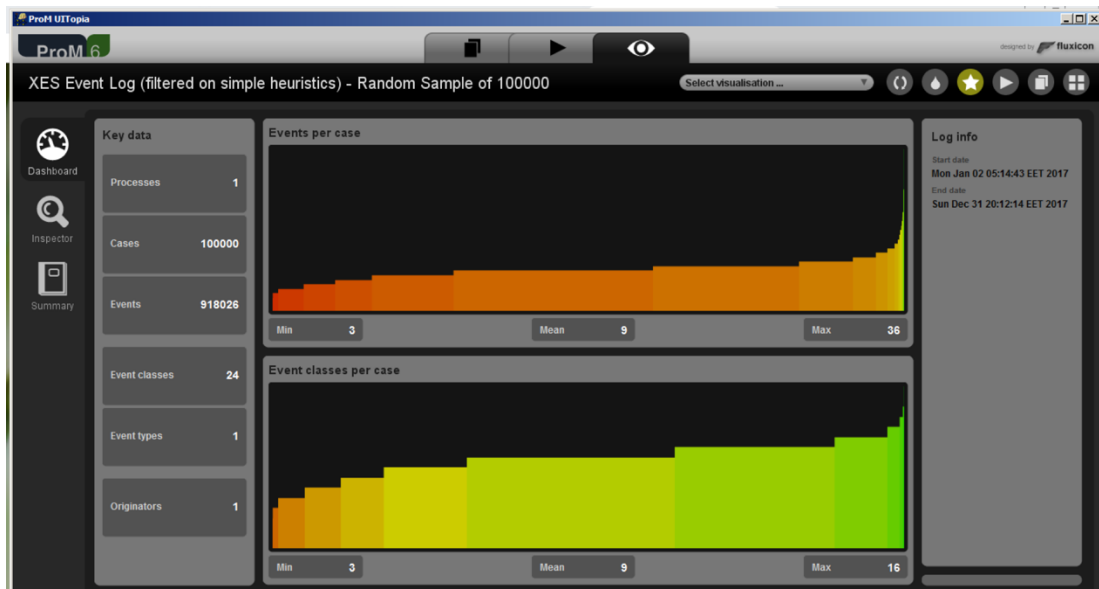 ProM UITopia
ProM 6
designed by fluxicon
XES Event Log (filtered on simple heuristics) - Random Sample of 100000
Select visualisation ...
Dashboard
Inspector
Summary
Key data
Processes 1
Cases 100000
Events 918026
Event classes 24
Event types 1
Originators 1
Events per case
Min 3 Mean 9 Max 36
Event classes per case
Min 3 Mean 9 Max 16
Log info
Start date
Mon Jan 02 05:14:43 EET 2017
End date
Sun Dec 31 20:12:14 EET 2017